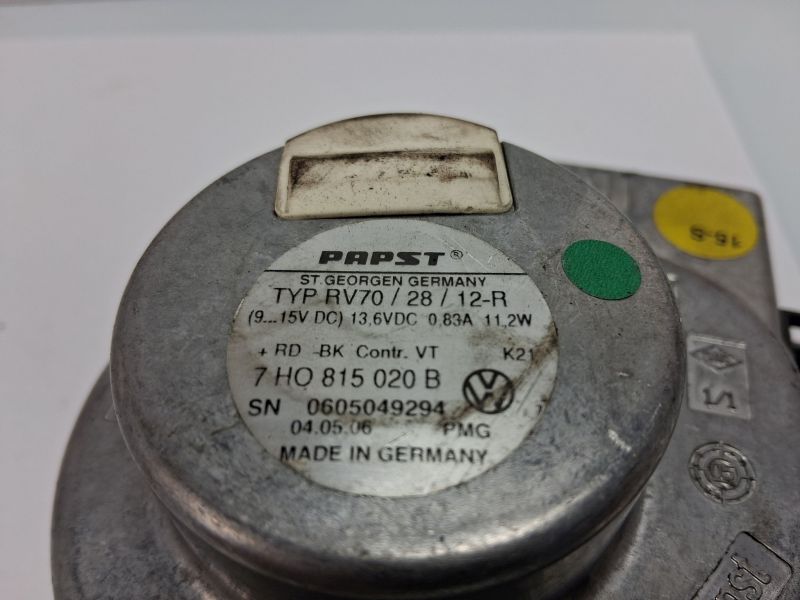 PAPST®
ST.GEORGEN GERMANY
TYP RV70 / 28 / 12-R
(9...15V DC) 13,6VDC 0,83A 11,2W
+ RD -BK Contr. VT K21
7 HO 815 020 B
SN 0605049294
04.05.06 PMG
MADE IN GERMANY
16-5
1/1
pst